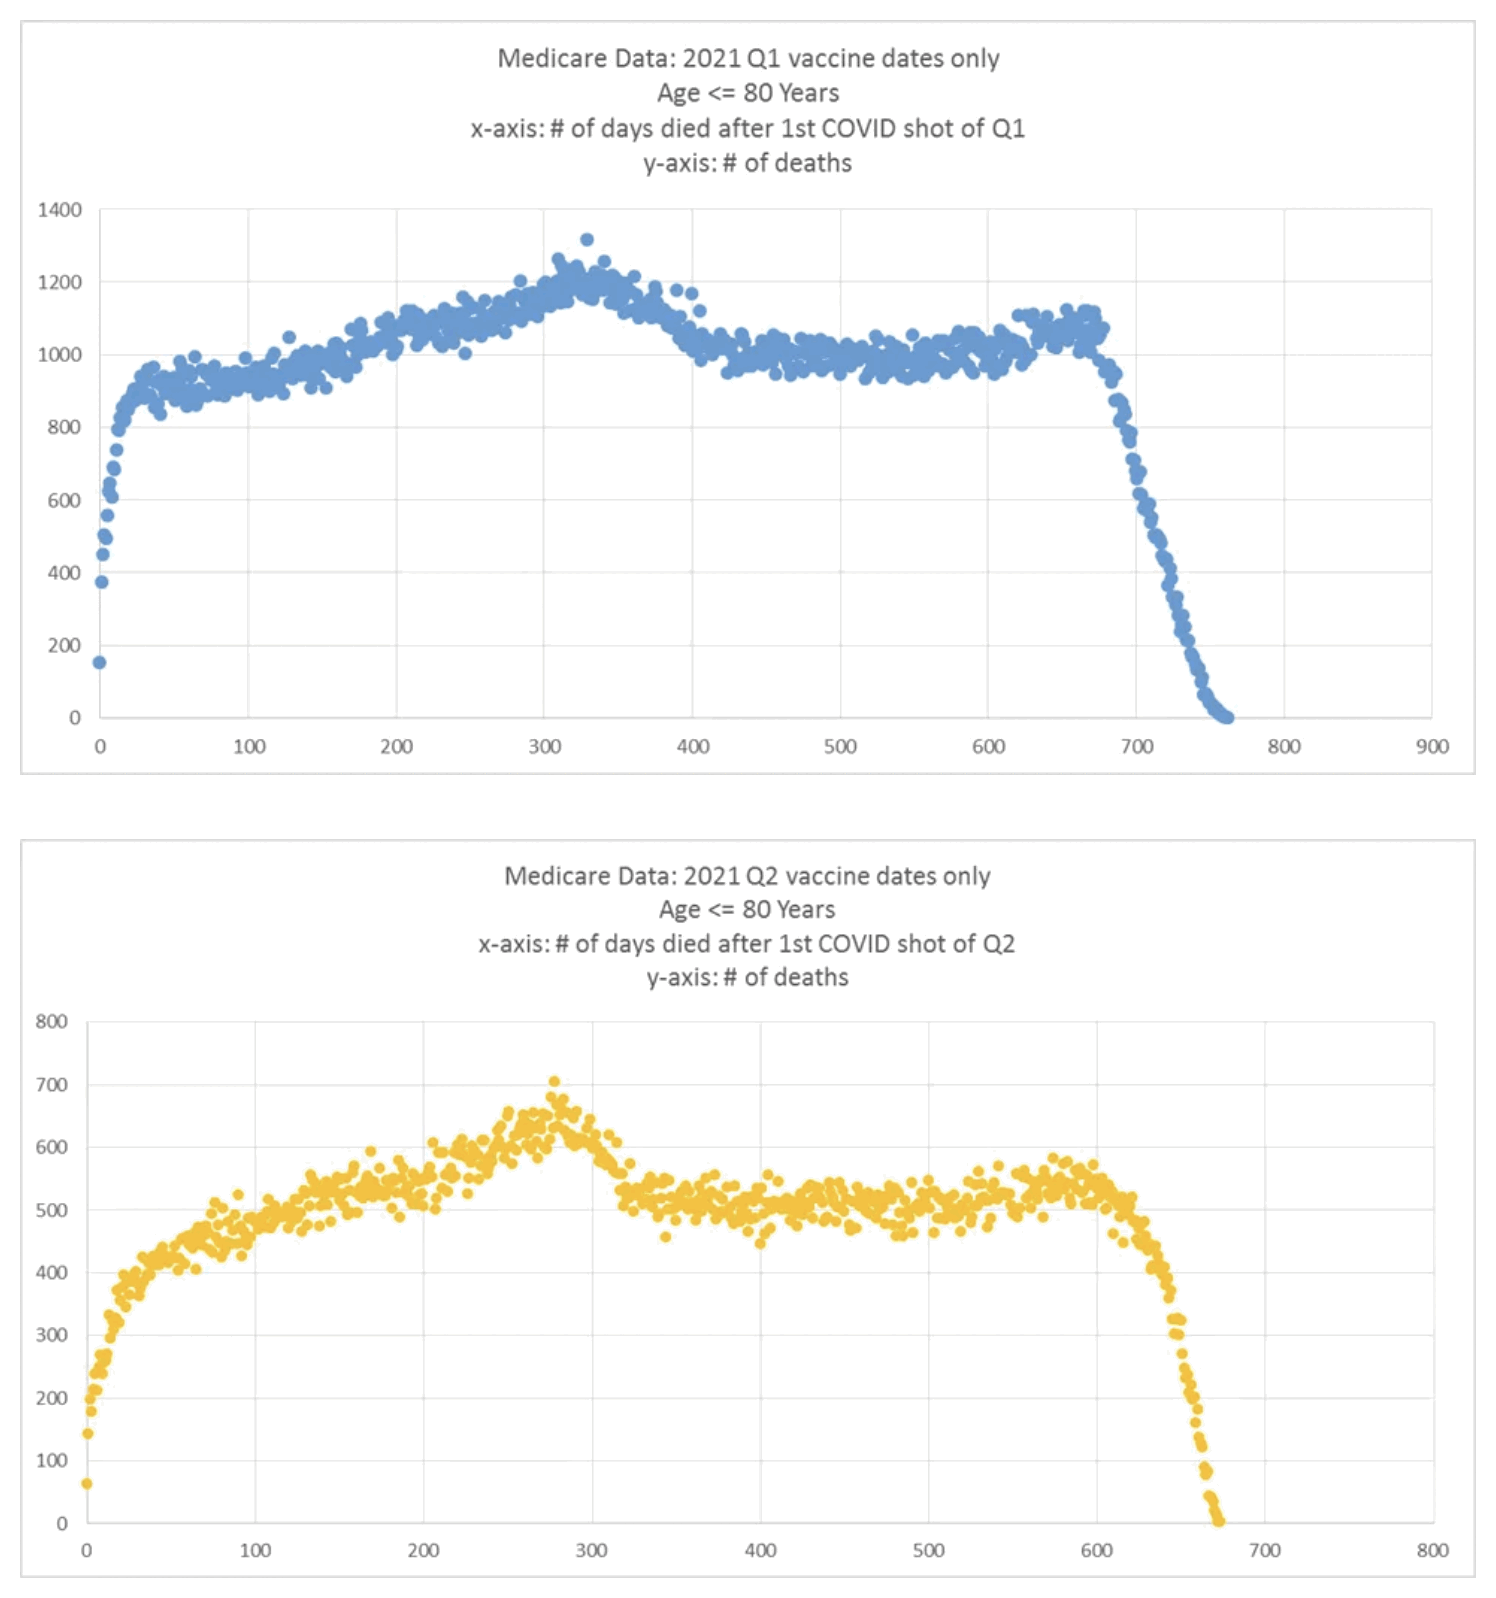 Medicare Data: 2021 Q1 vaccine dates only
Age <= 80 Years
x-axis: # of days died after 1st COVID shot of Q1
y-axis: # of deaths
1400
1200
1000
800
600
400
200
0
0 100 200 300 400 500 600 700 800 900
Medicare Data: 2021 Q2 vaccine dates only
Age <= 80 Years
x-axis: # of days died after 1st COVID shot of Q2
y-axis: # of deaths
800
700
600
500
400
300
200
100
0
0 100 200 300 400 500 600 700 800